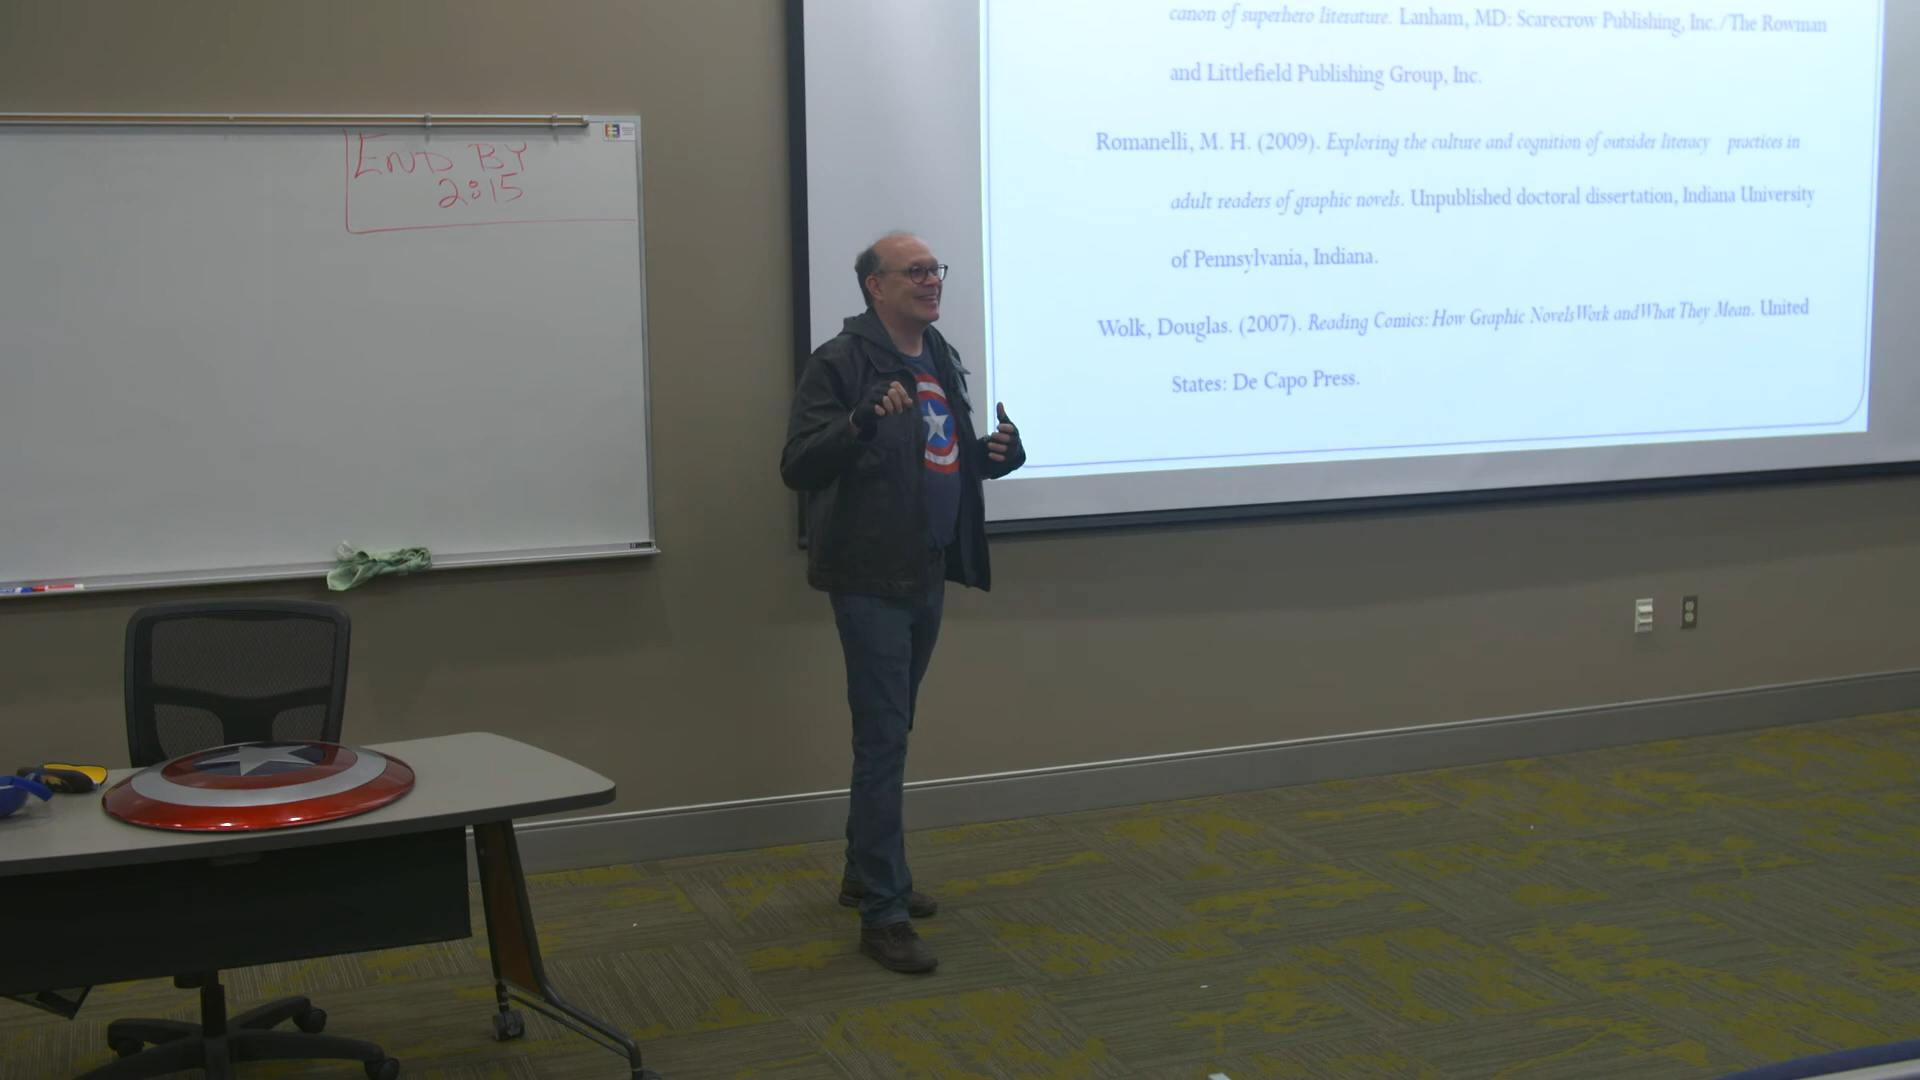 END BY
2:15
canon of superhero literature. Lanham, MD: Scarecrow Publishing, Inc./The Rowman
and Littlefield Publishing Group, Inc.
Romanelli, M. H. (2009). Exploring the culture and cognition of outsider literacy practices in
adult readers of graphic novels. Unpublished doctoral dissertation, Indiana University
of Pennsylvania, Indiana.
Wolk, Douglas. (2007). Reading Comics: How Graphic Novels Work and What They Mean. United
States: De Capo Press.